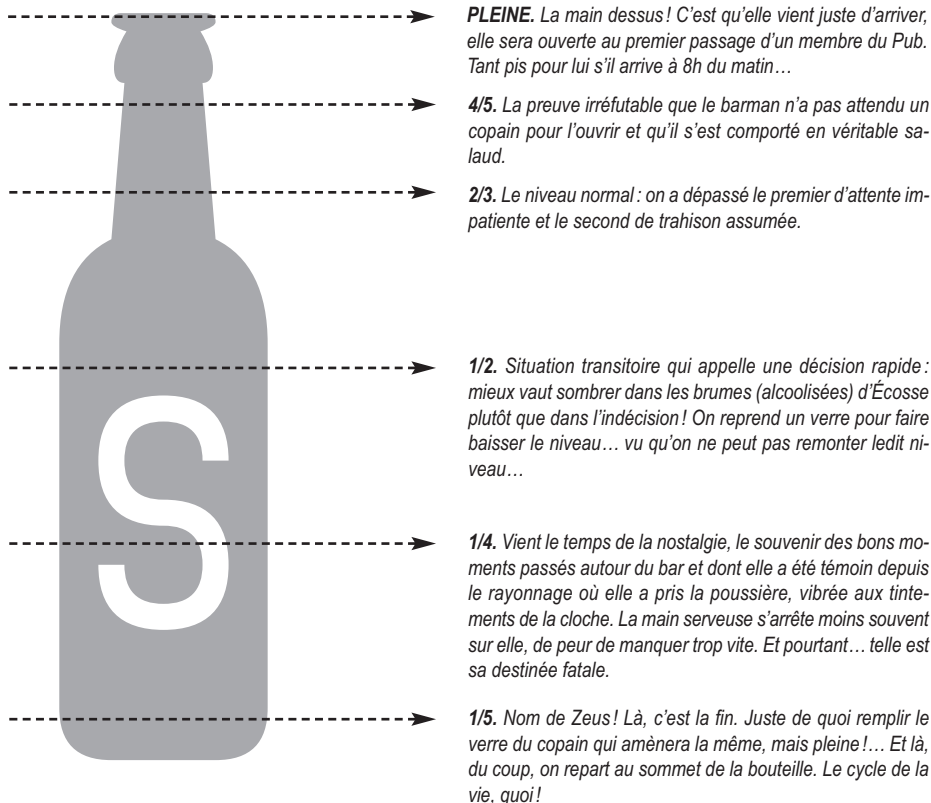 PLEINE. La main dessus ! C’est qu’elle vient juste d’arriver,
elle sera ouverte au premier passage d’un membre du Pub.
Tant pis pour lui s’il arrive à 8h du matin…
4/5. La preuve irréfutable que le barman n’a pas attendu un
copain pour l’ouvrir et qu’il s’est comporté en véritable sa-
laud.
2/3. Le niveau normal : on a dépassé le premier d’attente im-
patiente et le second de trahison assumée.
1/2. Situation transitoire qui appelle une décision rapide :
mieux vaut sombrer dans les brumes (alcoolisées) d’Écosse
plutôt que dans l’indécision ! On reprend un verre pour faire
baisser le niveau… vu qu’on ne peut pas remonter ledit ni-
veau…
S
1/4. Vient le temps de la nostalgie, le souvenir des bons mo-
ments passés autour du bar et dont elle a été témoin depuis
le rayonnage où elle a pris la poussière, vibrée aux tinte-
ments de la cloche. La main serveuse s’arrête moins souvent
sur elle, de peur de manquer trop vite. Et pourtant… telle est
sa destinée fatale.
1/5. Nom de Zeus ! Là, c’est la fin. Juste de quoi remplir le
verre du copain qui amènera la même, mais pleine !… Et là,
du coup, on repart au sommet de la bouteille. Le cycle de la
vie, quoi !